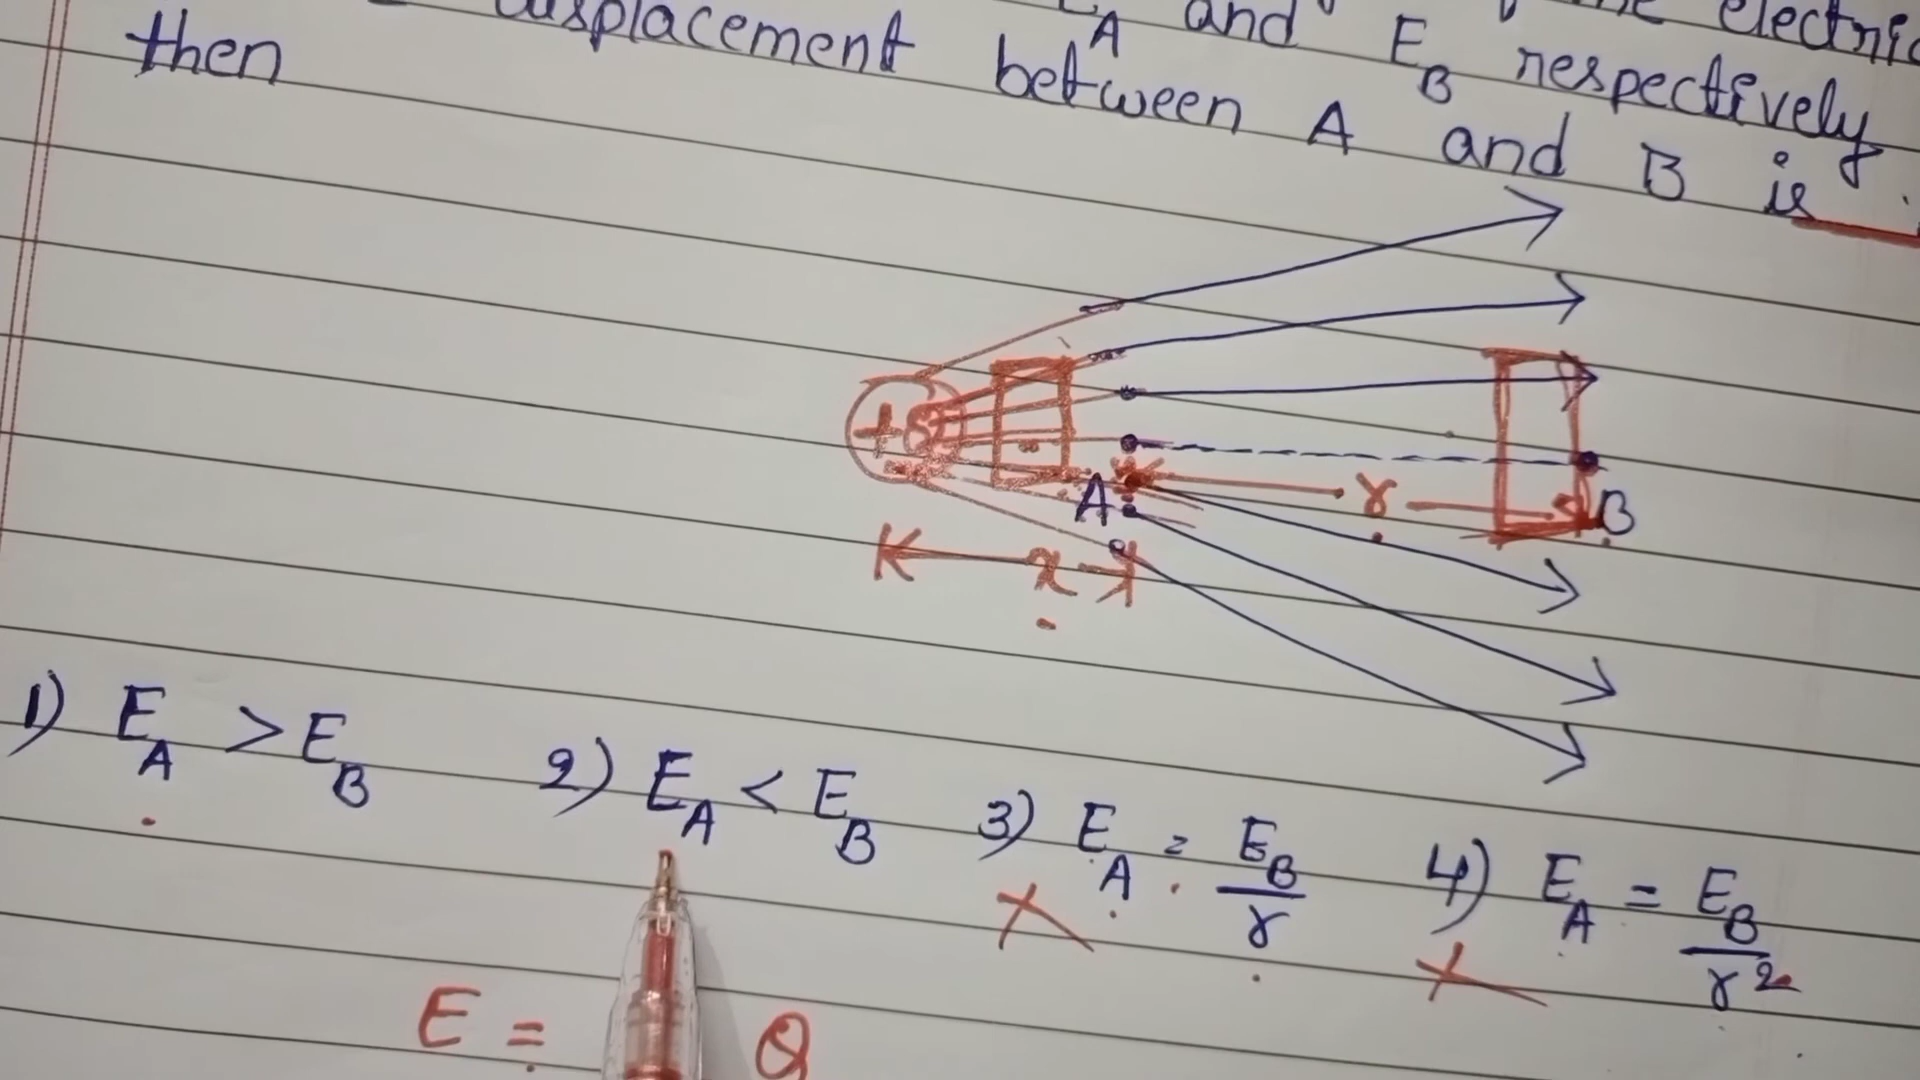 E_A and E_B respectively
then displacement between A and B is
+
A
r
B
x
1) E_A > E_B 2) E_A < E_B 3) E_A = E_B/r 4) E_A = E_B/r²
E = Q